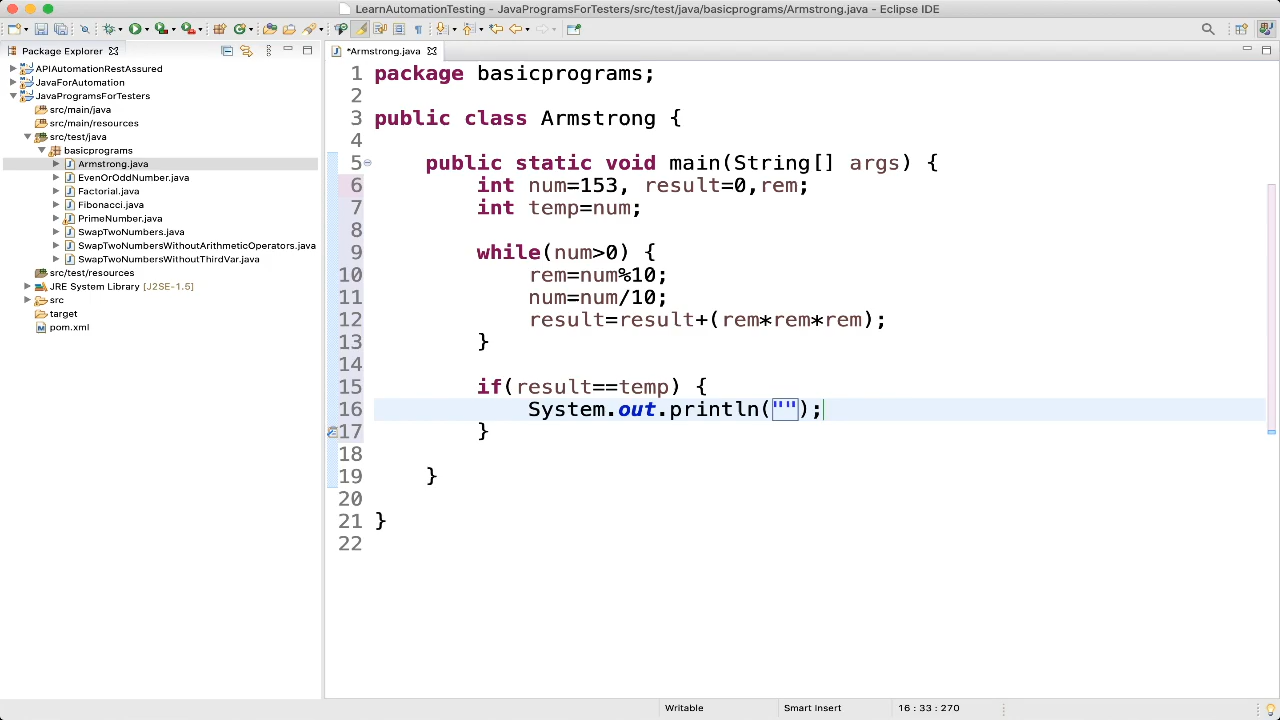 LearnAutomationTesting - JavaProgramsForTesters/src/test/java/basicprograms/Armstrong.java - Eclipse IDE
Package Explorer
APIAutomationRestAssured
JavaForAutomation
JavaProgramsForTesters
src/main/java
src/main/resources
src/test/java
basicprograms
Armstrong.java
EvenOrOddNumber.java
Factorial.java
Fibonacci.java
PrimeNumber.java
SwapTwoNumbers.java
SwapTwoNumbersWithoutArithmeticOperators.java
SwapTwoNumbersWithoutThirdVar.java
src/test/resources
JRE System Library [J2SE-1.5]
src
target
pom.xml
*Armstrong.java
1 package basicprograms;
2
3 public class Armstrong {
4
5 public static void main(String[] args) {
6 int num=153, result=0,rem;
7 int temp=num;
8
9 while(num>0) {
10 rem=num%10;
11 num=num/10;
12 result=result+(rem*rem*rem);
13 }
14
15 if(result==temp) {
16 System.out.println("");
17 }
18
19 }
20
21 }
22
Writable Smart Insert 16 : 33 : 270